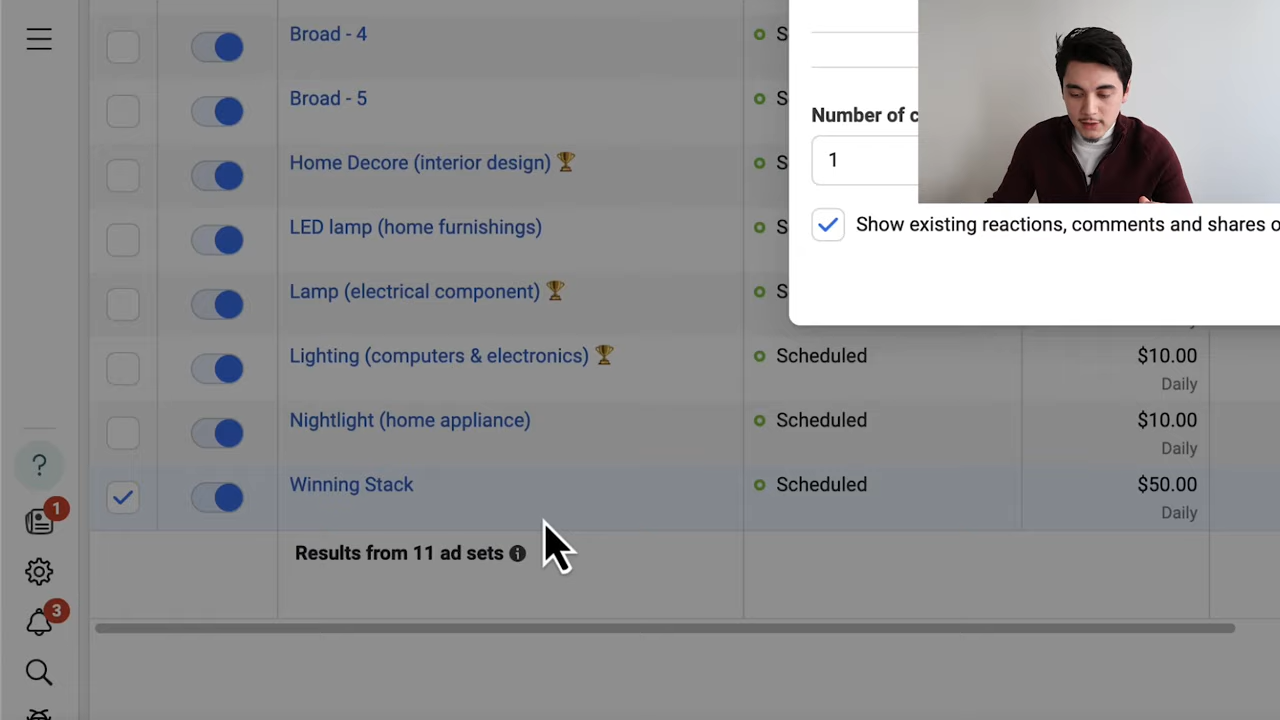 Broad - 4
S
Broad - 5
S
Number of c
1
Home Decore (interior design) 🏆
S
LED lamp (home furnishings)
S
Show existing reactions, comments and shares o
Lamp (electrical component) 🏆
S
Lighting (computers & electronics) 🏆
Scheduled
$10.00
Daily
Nightlight (home appliance)
Scheduled
$10.00
Daily
Winning Stack
Scheduled
$50.00
Daily
Results from 11 ad sets
?
1
3